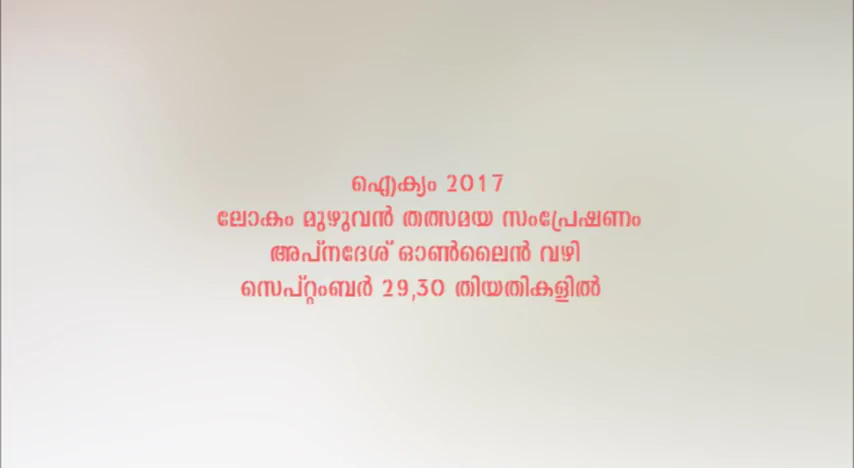 ഐക്യം 2017
ലോകം മുഴുവൻ തത്സമയ സംപ്രേഷണം
അപ്നദേശ് ഓൺലൈൻ വഴി
സെപ്റ്റംബർ 29,30 തിയതികളിൽ